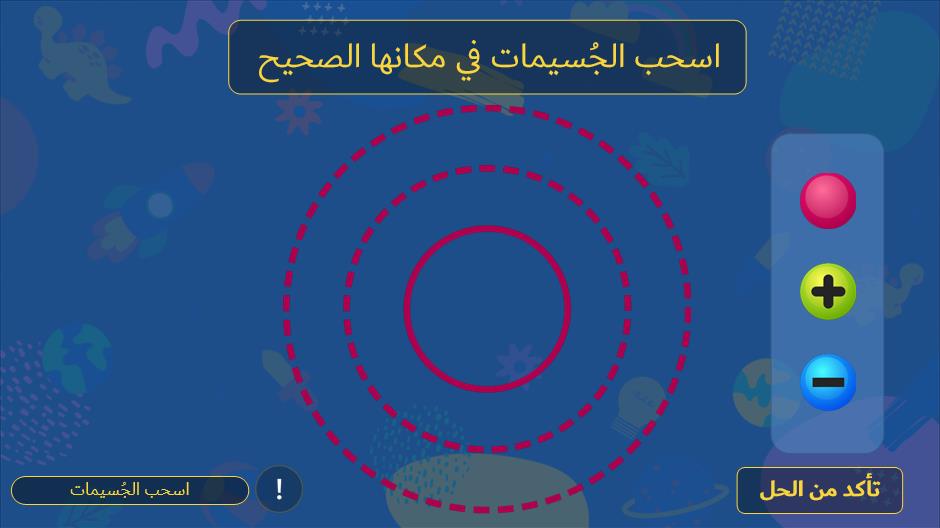 اسحب الجُسيمات في مكانها الصحيح
اسحب الجُسيمات
!
تأكد من الحل